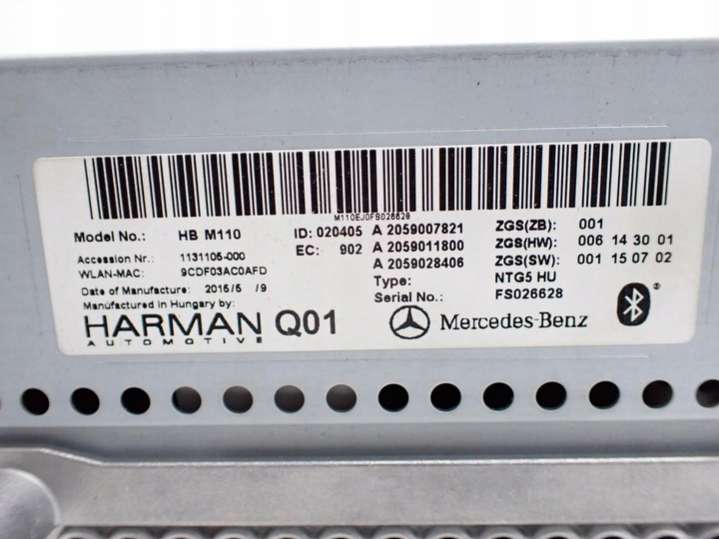 M110EJ0FS026628
Model No.: HB M110 ID: 020405 A 2059007821 ZGS(ZB): 001
EC: 902 A 2059011800 ZGS(HW): 006 14 30 01
Accession Nr.: 1131105-000 A 2059028406 ZGS(SW): 001 15 07 02
WLAN-MAC: 9CDF03AC0AFD Type: NTG5 HU
Date of Manufacture: 2015/5 /9 Serial No.: FS026628
Manufactured in Hungary by:
HARMAN Q01 Mercedes-Benz
AUTOMOTIVE